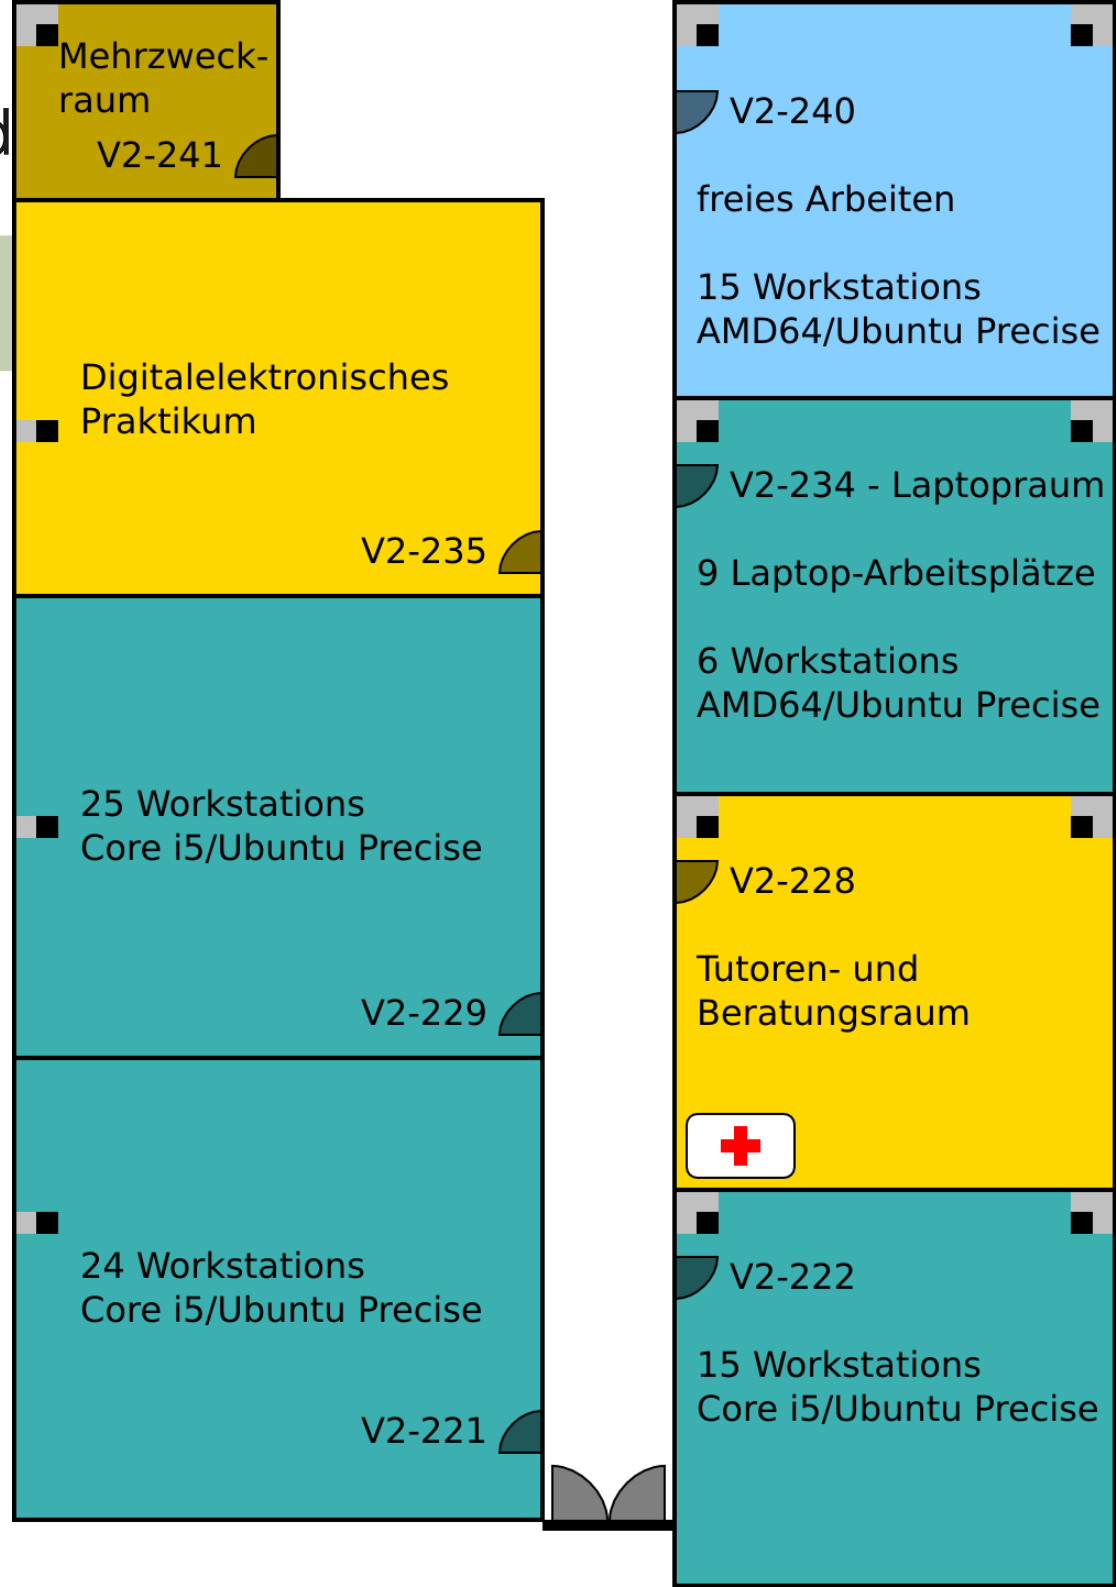 Mehrzweck-
raum
V2-241
Digitalelektronisches
Praktikum
V2-235
25 Workstations
Core i5/Ubuntu Precise
V2-229
24 Workstations
Core i5/Ubuntu Precise
V2-221
V2-240
freies Arbeiten
15 Workstations
AMD64/Ubuntu Precise
V2-234 - Laptopraum
9 Laptop-Arbeitsplätze
6 Workstations
AMD64/Ubuntu Precise
V2-228
Tutoren- und
Beratungsraum
V2-222
15 Workstations
Core i5/Ubuntu Precise